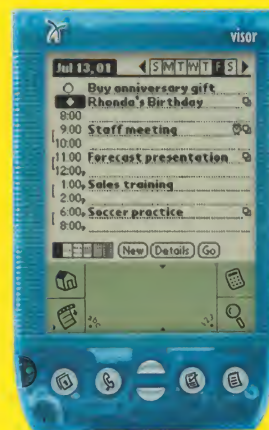 visor
Jul 13, 01 S M T W T F S
Buy anniversary gift
Rhonda's Birthday
8:00
9:00 Staff meeting
10:00
11:00 Forecast presentation
12:00
1:00 Sales training
2:00
6:00 Soccer practice
8:00
New Details Go